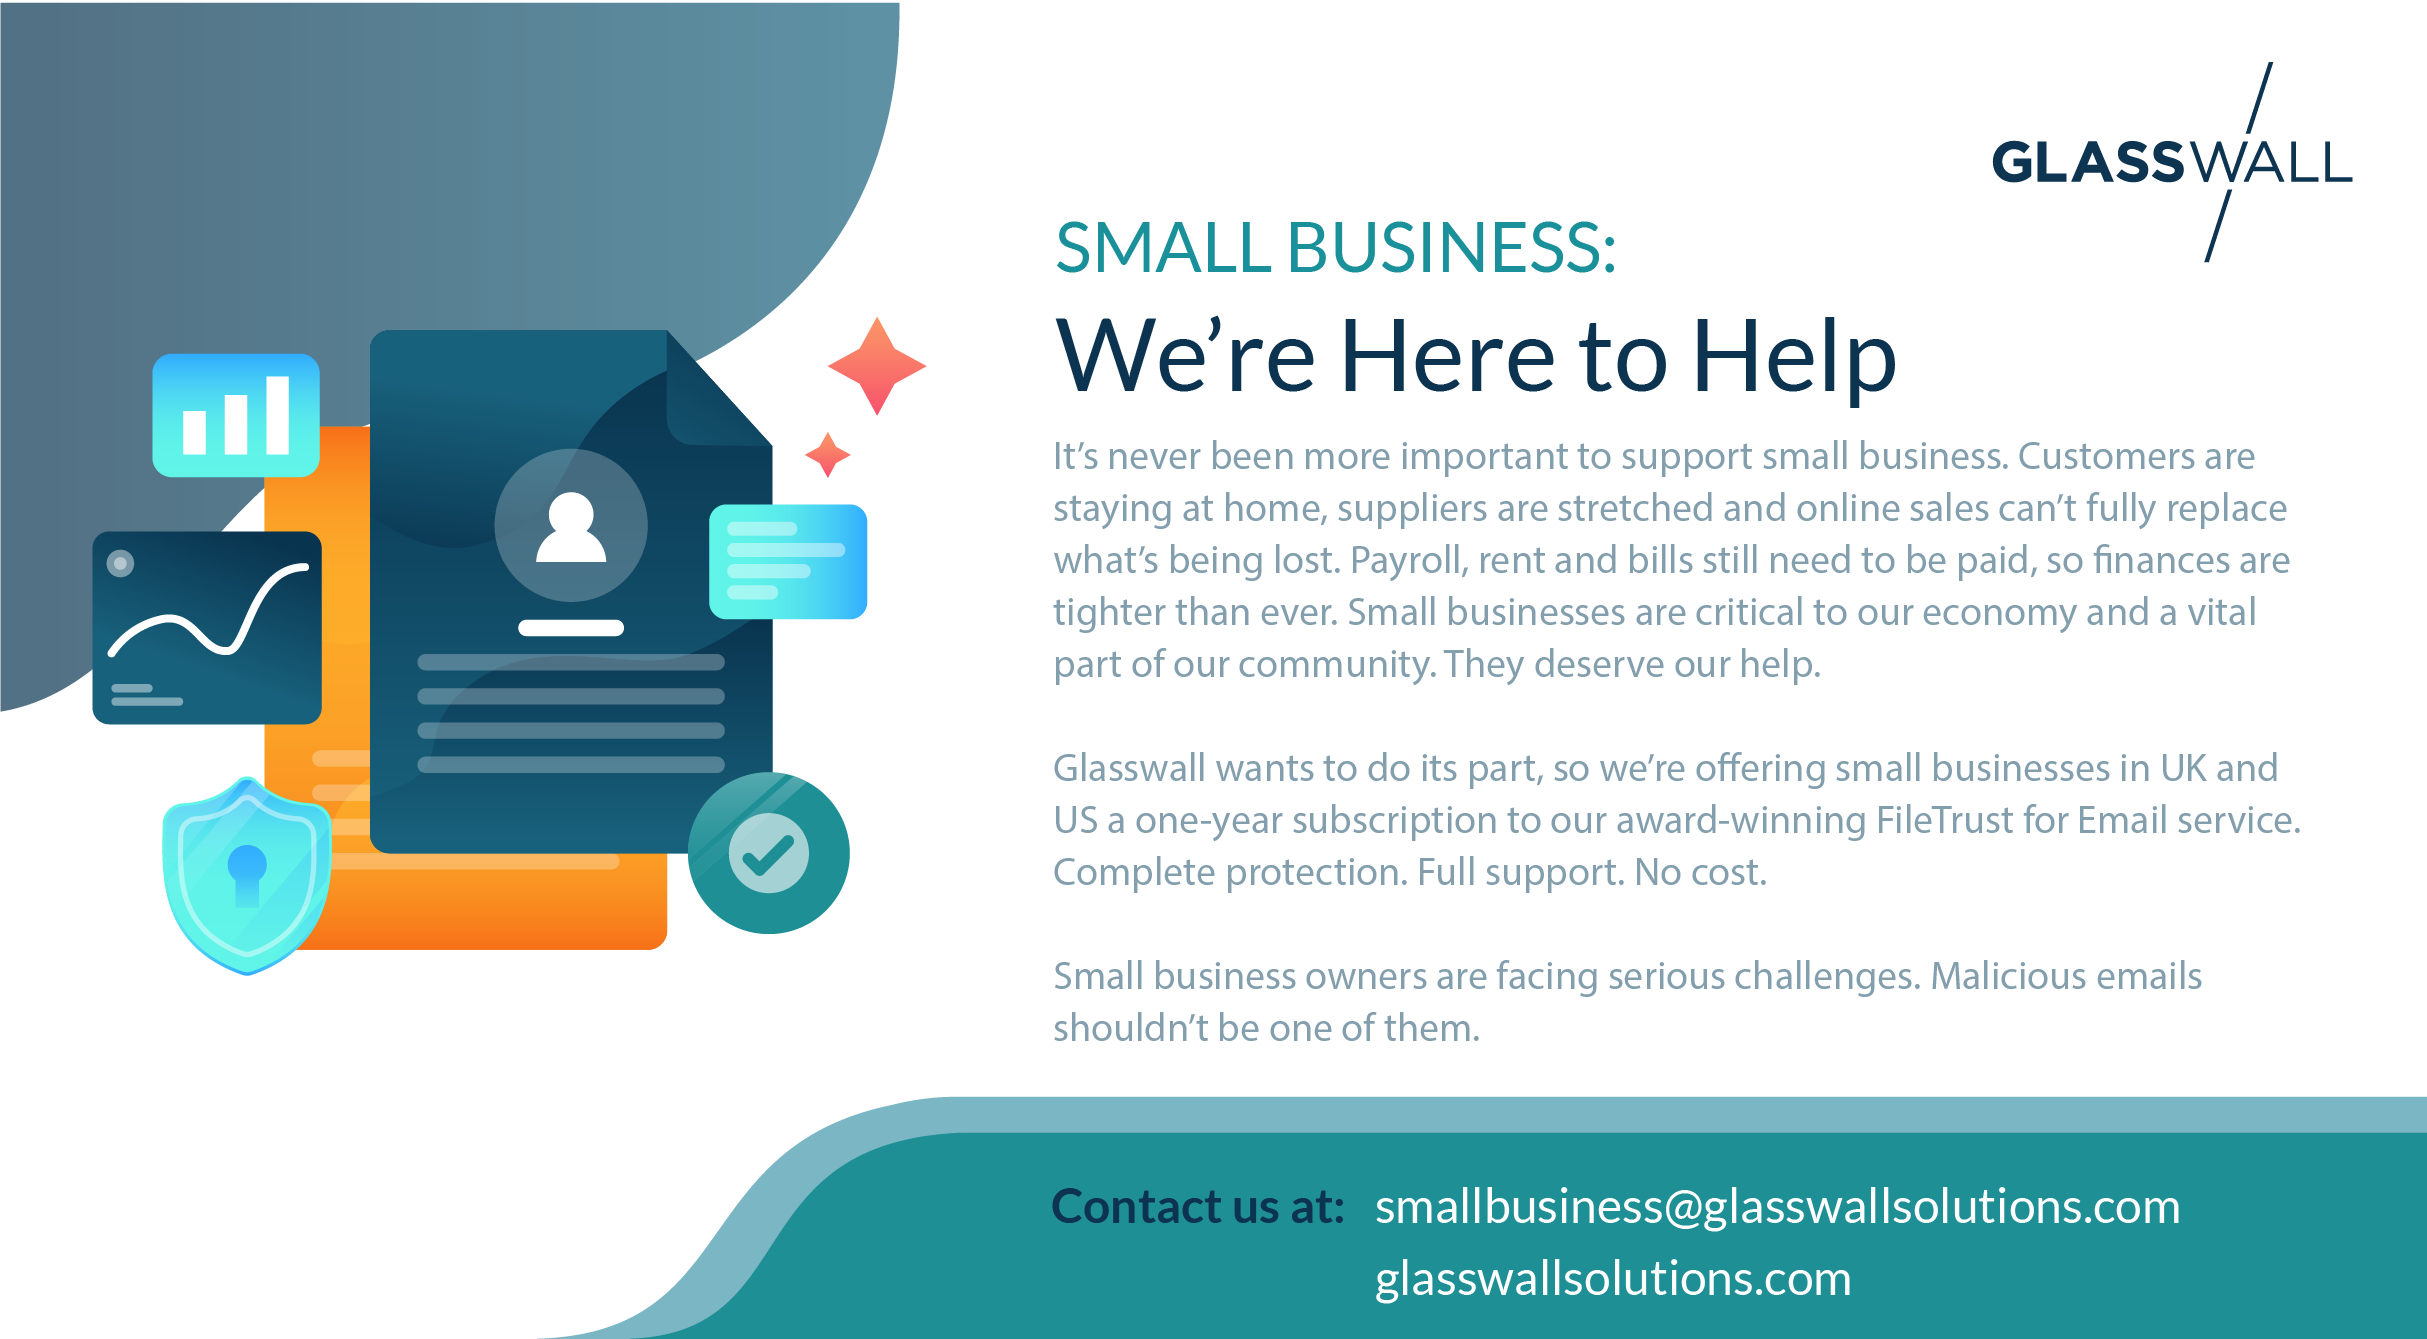 GLASSWALL
SMALL BUSINESS:
We’re Here to Help
It’s never been more important to support small business. Customers are
staying at home, suppliers are stretched and online sales can’t fully replace
what’s being lost. Payroll, rent and bills still need to be paid, so finances are
tighter than ever. Small businesses are critical to our economy and a vital
part of our community. They deserve our help.
Glasswall wants to do its part, so we’re offering small businesses in UK and
US a one-year subscription to our award-winning FileTrust for Email service.
Complete protection. Full support. No cost.
Small business owners are facing serious challenges. Malicious emails
shouldn’t be one of them.
Contact us at: smallbusiness@glasswallsolutions.com
glasswallsolutions.com